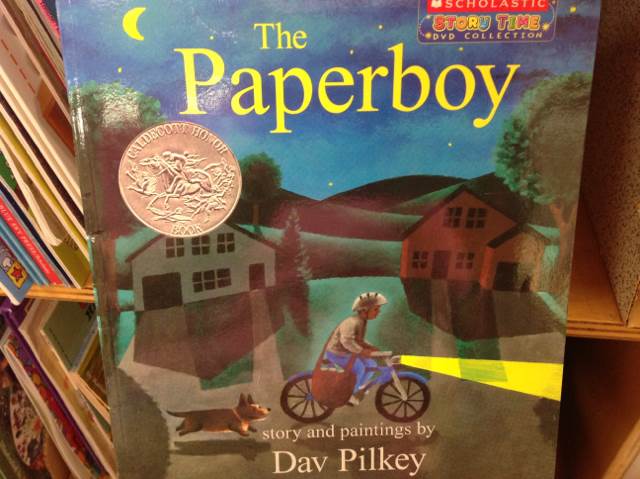 SCHOLASTIC
STORY TIME
DVD COLLECTION
The
Paperboy
CALDECOTT HONOR
BOOK
story and paintings by
Dav Pilkey